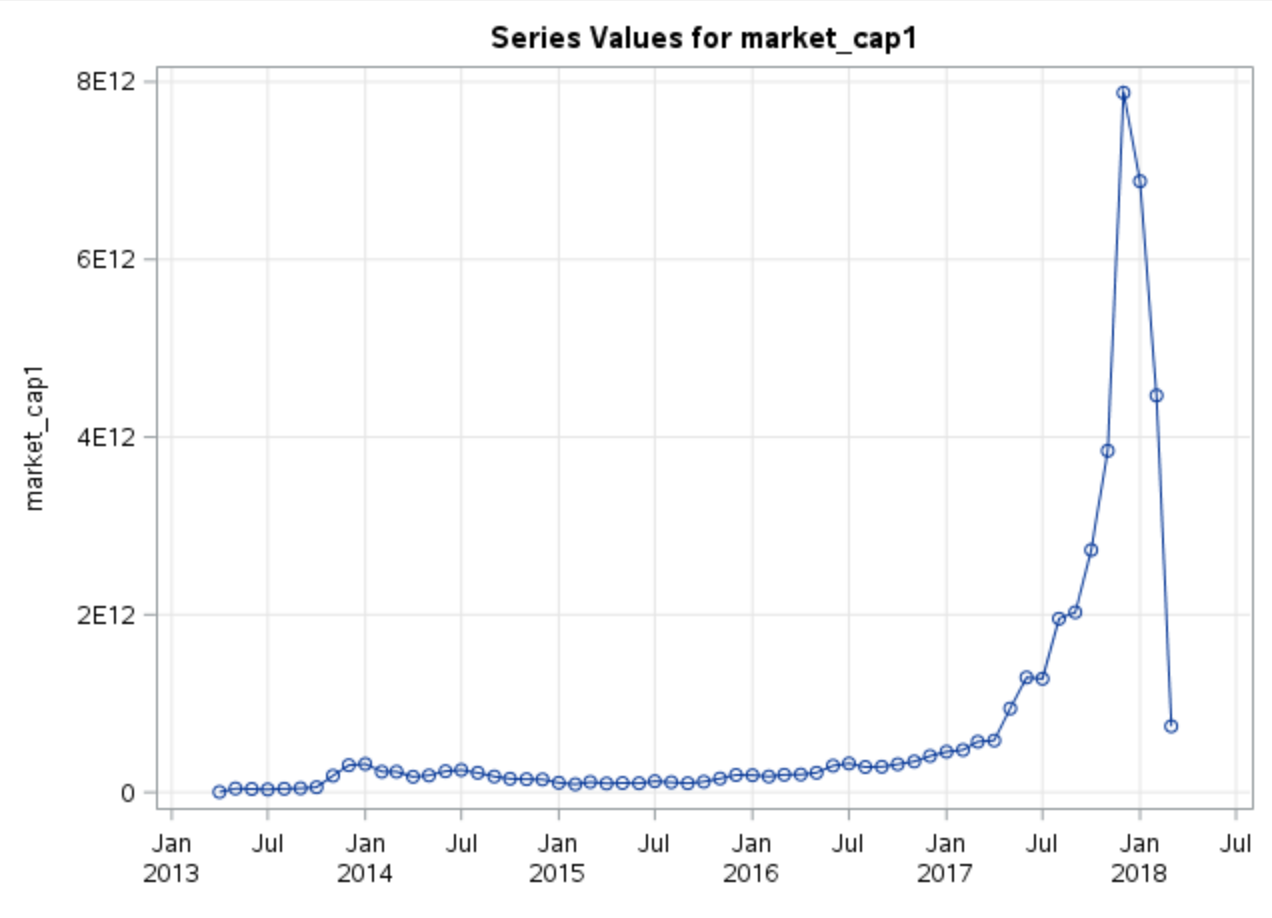 Series Values for market_cap1
8E12
6E12
4E12
2E12
0
market_cap1
Jan Jul Jan Jul Jan Jul Jan Jul Jan Jul Jan Jul
2013 2014 2015 2016 2017 2018